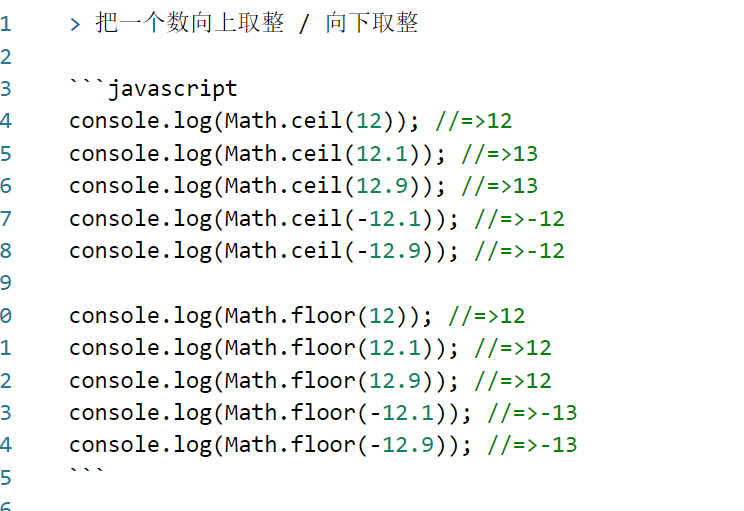 1 > 把一个数向上取整 / 向下取整
2
3 ```javascript
4 console.log(Math.ceil(12)); //=>12
5 console.log(Math.ceil(12.1)); //=>13
6 console.log(Math.ceil(12.9)); //=>13
7 console.log(Math.ceil(-12.1)); //=>-12
8 console.log(Math.ceil(-12.9)); //=>-12
9
0 console.log(Math.floor(12)); //=>12
1 console.log(Math.floor(12.1)); //=>12
2 console.log(Math.floor(12.9)); //=>12
3 console.log(Math.floor(-12.1)); //=>-13
4 console.log(Math.floor(-12.9)); //=>-13
5 ```
6